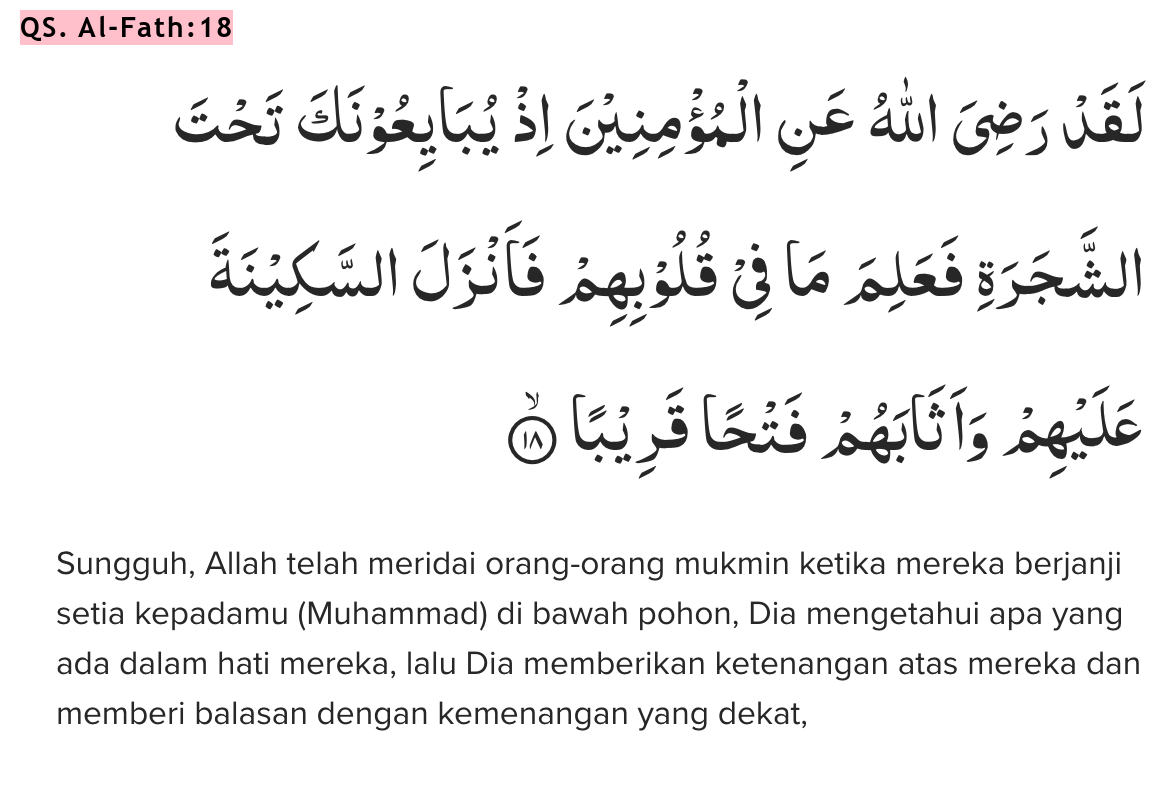 QS. Al-Fath:18
لَقَدْ رَضِيَ اللّٰهُ عَنِ الْمُؤْمِنِيْنَ اِذْ يُبَايِعُوْنَكَ تَحْتَ
الشَّجَرَةِ فَعَلِمَ مَا فِيْ قُلُوْبِهِمْ فَاَنْزَلَ السَّكِيْنَةَ
عَلَيْهِمْ وَاَثَابَهُمْ فَتْحًا قَرِيْبًاۙ ١٨
Sungguh, Allah telah meridai orang-orang mukmin ketika mereka berjanji
setia kepadamu (Muhammad) di bawah pohon, Dia mengetahui apa yang
ada dalam hati mereka, lalu Dia memberikan ketenangan atas mereka dan
memberi balasan dengan kemenangan yang dekat,